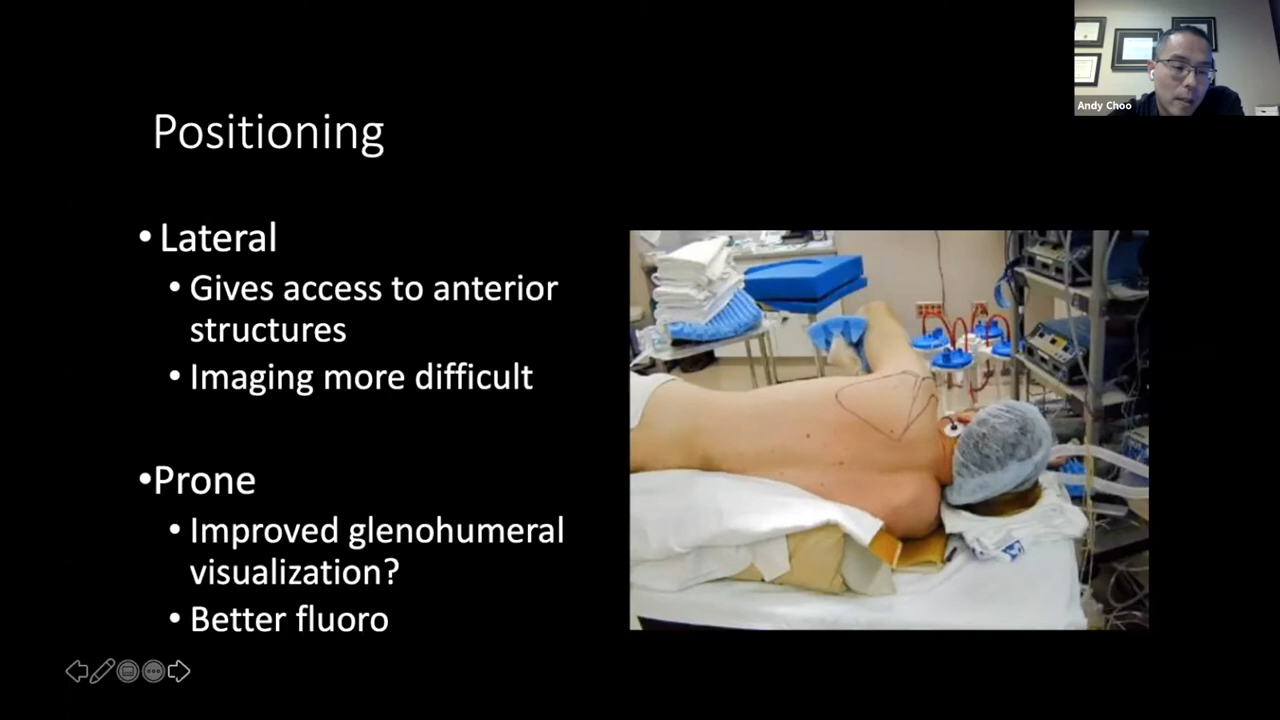 Andy Choo
Positioning
• Lateral
• Gives access to anterior
structures
• Imaging more difficult
•Prone
• Improved glenohumeral
visualization?
• Better fluoro